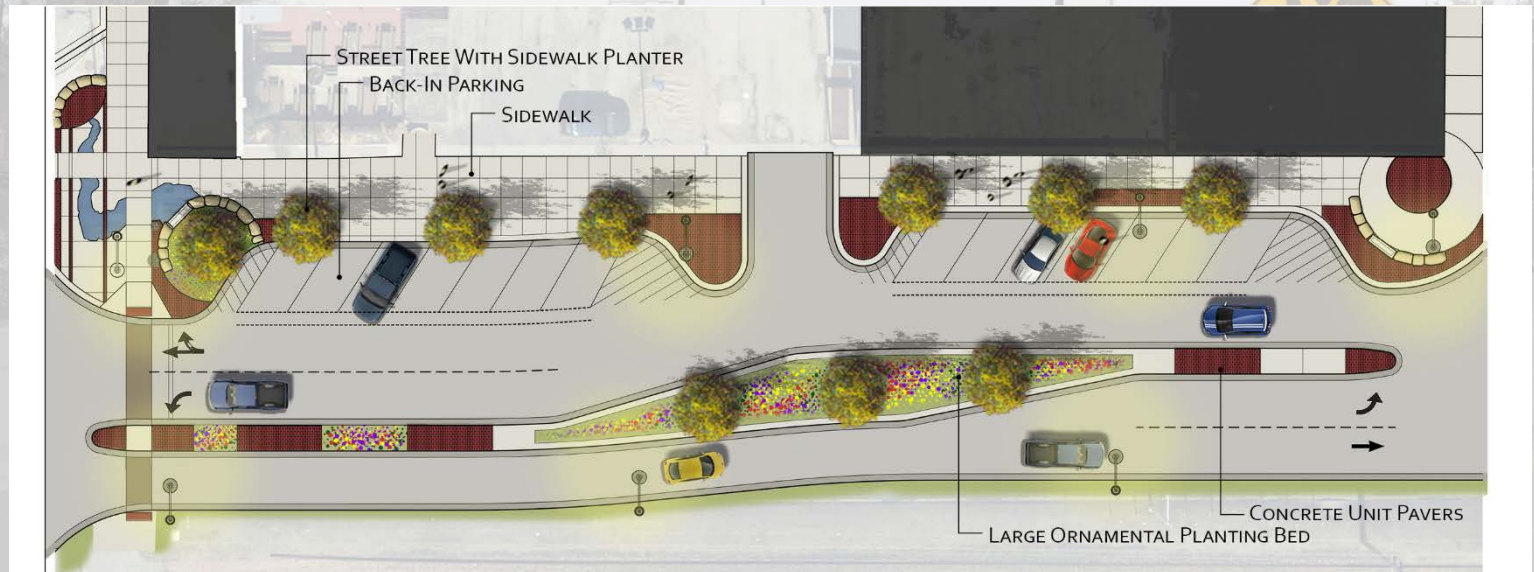 STREET TREE WITH SIDEWALK PLANTER
BACK-IN PARKING
SIDEWALK
CONCRETE UNIT PAVERS
LARGE ORNAMENTAL PLANTING BED